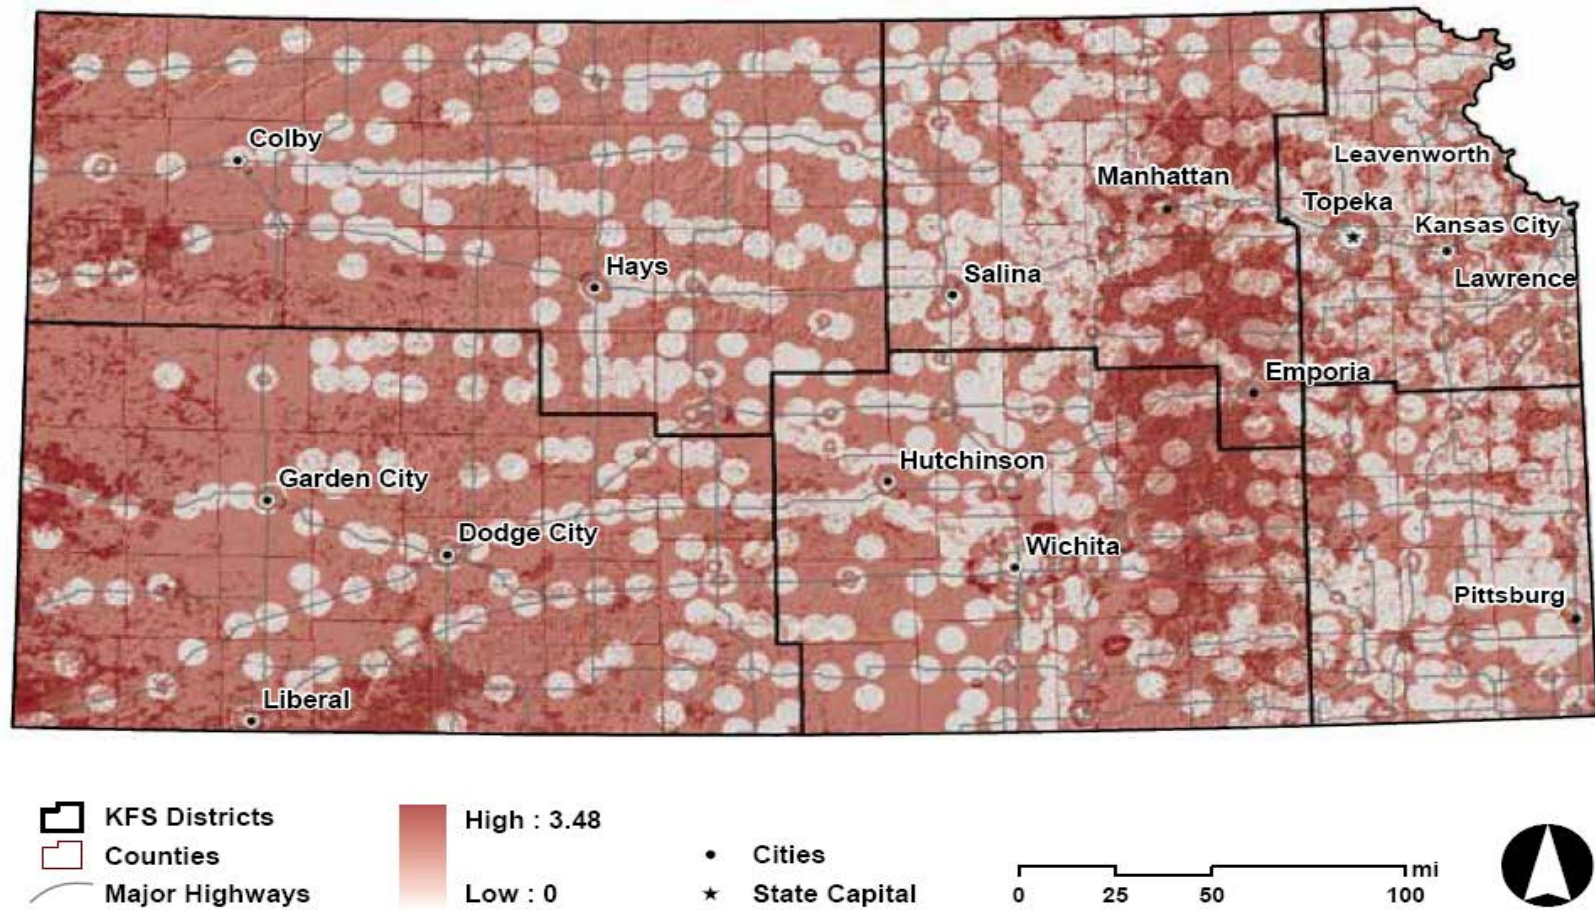 Colby
Leavenworth
Manhattan
Topeka
Kansas City
Hays
Salina
Lawrence
Emporia
Hutchinson
Garden City
Dodge City
Wichita
Pittsburg
Liberal
KFS Districts
Counties
Major Highways
High : 3.48
Low : 0
Cities
State Capital
mi
0 25 50 100